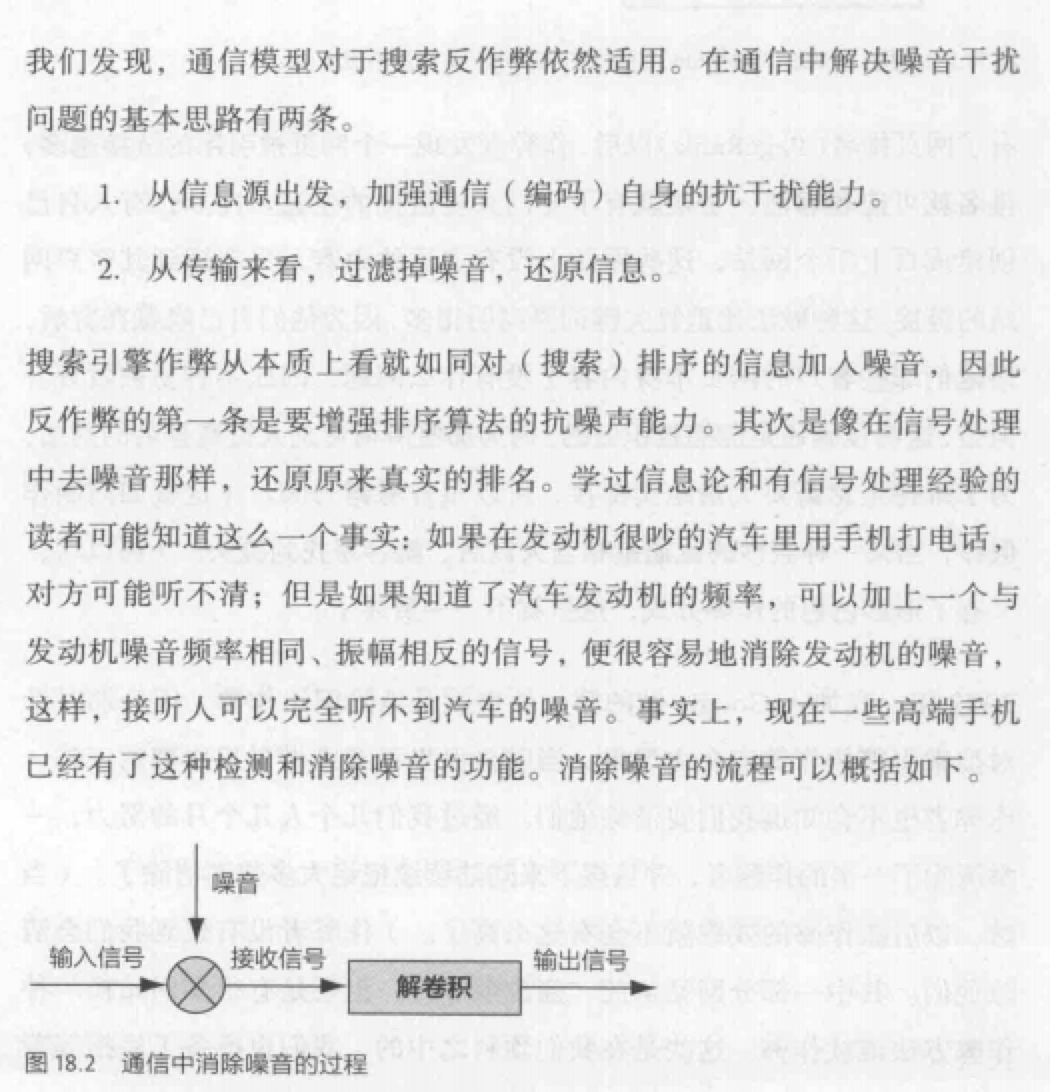 我们发现，通信模型对于搜索反作弊依然适用。在通信中解决噪音干扰
问题的基本思路有两条。
1. 从信息源出发，加强通信（编码）自身的抗干扰能力。
2. 从传输来看，过滤掉噪音，还原信息。
搜索引擎作弊从本质上看就如同对（搜索）排序的信息加入噪音，因此
反作弊的第一条是要增强排序算法的抗噪声能力。其次是像在信号处理
中去噪音那样，还原原来真实的排名。学过信息论和有信号处理经验的
读者可能知道这么一个事实：如果在发动机很吵的汽车里用手机打电话，
对方可能听不清；但是如果知道了汽车发动机的频率，可以加上一个与
发动机噪音频率相同、振幅相反的信号，便很容易地消除发动机的噪音，
这样，接听人可以完全听不到汽车的噪音。事实上，现在一些高端手机
已经有了这种检测和消除噪音的功能。消除噪音的流程可以概括如下。
噪音
输入信号 接收信号 解卷积 输出信号
图 18.2 通信中消除噪音的过程